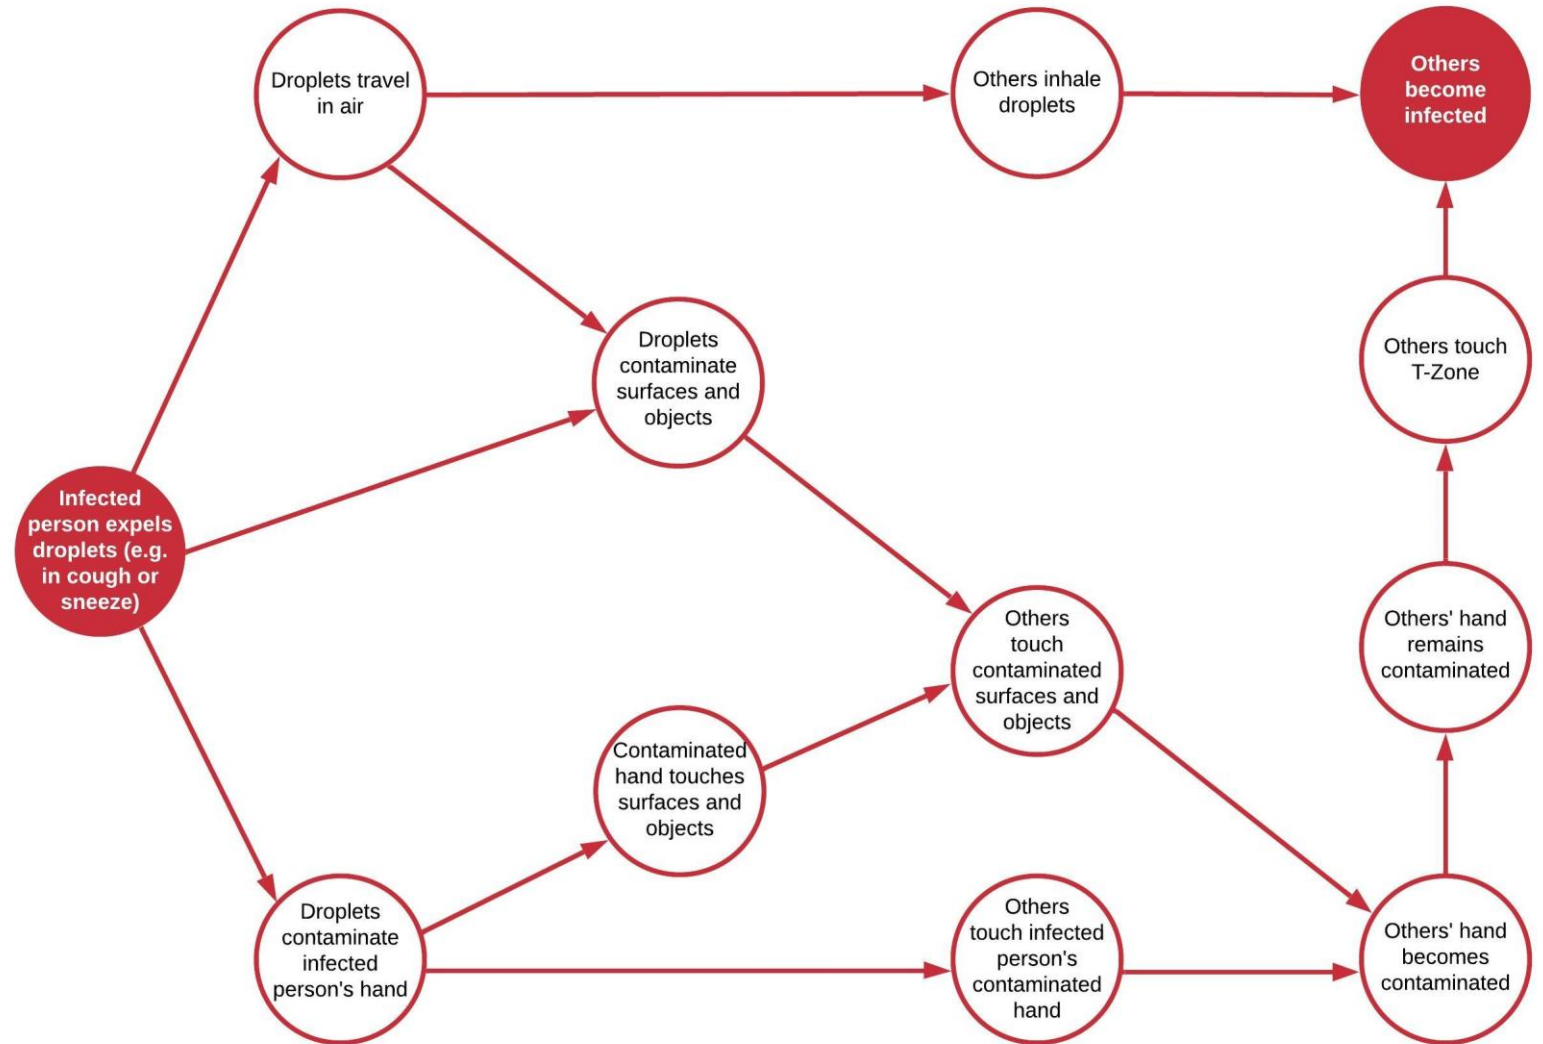 Droplets travel
in air
Others inhale
droplets
Others
become
infected
Droplets
contaminate
surfaces and
objects
Others touch
T-Zone
Infected
person expels
droplets (e.g.
in cough or
sneeze)
Others
touch
contaminated
surfaces and
objects
Others' hand
remains
contaminated
Contaminated
hand touches
surfaces and
objects
Droplets
contaminate
infected
person's hand
Others
touch infected
person's
contaminated
hand
Others' hand
becomes
contaminated